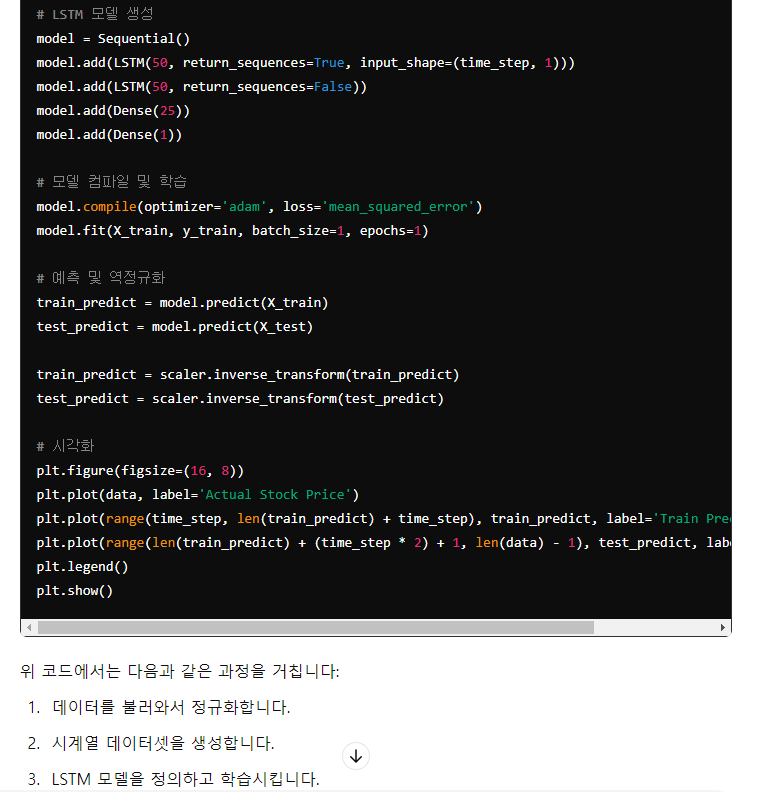 # LSTM 모델 생성
model = Sequential()
model.add(LSTM(50, return_sequences=True, input_shape=(time_step, 1)))
model.add(LSTM(50, return_sequences=False))
model.add(Dense(25))
model.add(Dense(1))
# 모델 컴파일 및 학습
model.compile(optimizer='adam', loss='mean_squared_error')
model.fit(X_train, y_train, batch_size=1, epochs=1)
# 예측 및 역정규화
train_predict = model.predict(X_train)
test_predict = model.predict(X_test)
train_predict = scaler.inverse_transform(train_predict)
test_predict = scaler.inverse_transform(test_predict)
# 시각화
plt.figure(figsize=(16, 8))
plt.plot(data, label='Actual Stock Price')
plt.plot(range(time_step, len(train_predict) + time_step), train_predict, label='Train
plt.plot(range(len(train_predict) + (time_step * 2) + 1, len(data) - 1), test_predict,
plt.legend()
plt.show()
위 코드에서는 다음과 같은 과정을 거칩니다:
1. 데이터를 불러와서 정규화합니다.
2. 시계열 데이터셋을 생성합니다.
3. LSTM 모델을 정의하고 학습시킵니다.